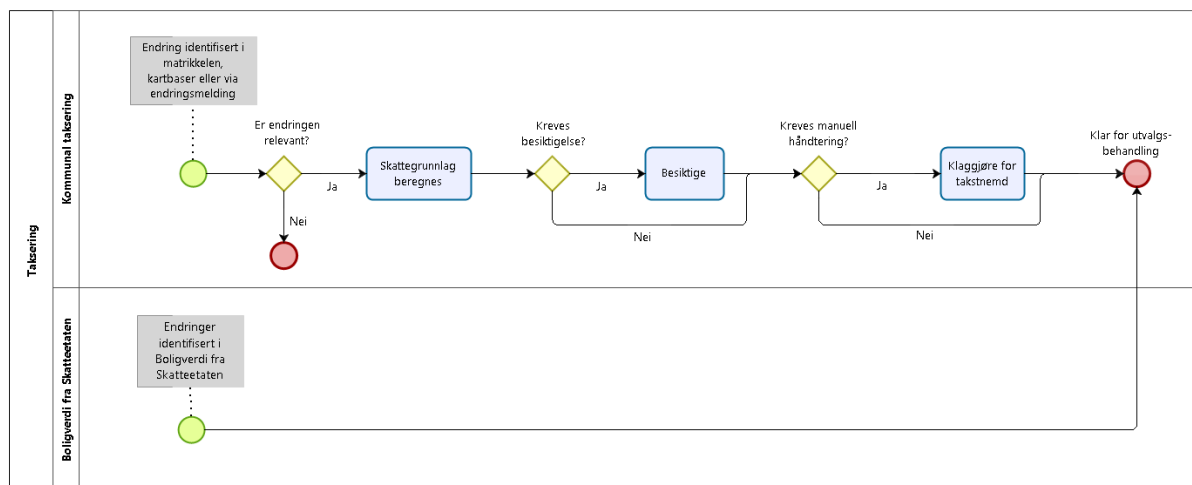 Taksering
Kommunal taksering
Endring identifisert i
matrikkelen,
kartbaser eller via
endringsmelding
Er endringen
relevant?
Ja
Nei
Skattegrunnlag
beregnes
Kreves
besiktigelse?
Ja
Nei
Besiktige
Kreves manuell
håndtering?
Ja
Nei
Klaggjøre for
takstnemd
Klar for utvalgs-
behandling
Boligverdi fra Skatteetaten
Endringer
identifisert i
Boligverdi fra
Skatteetaten